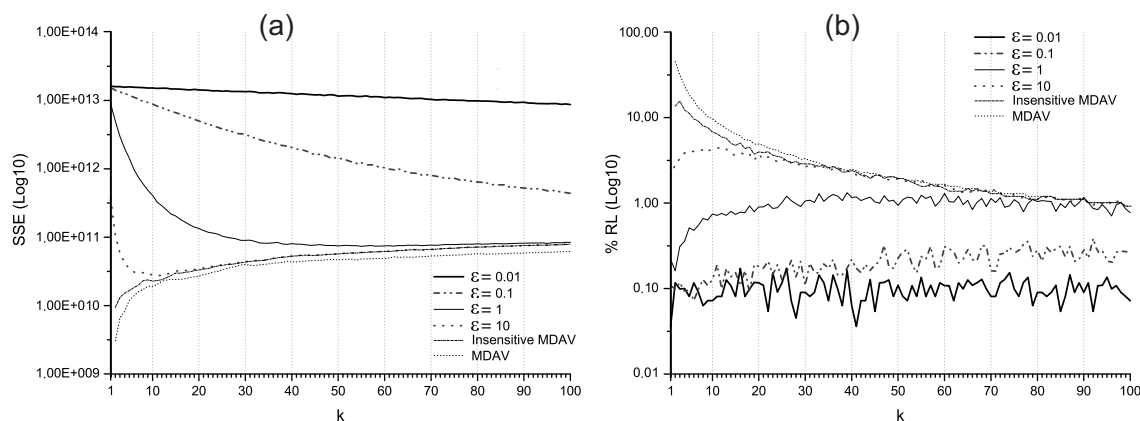 (a)
1.00E+014
1.00E+013
1.00E+012
1.00E+011
1.00E+010
1.00E+009
SSE (Log10)
1 10 20 30 40 50 60 70 80 90 100
k
ε= 0.01
ε= 0.1
ε= 1
ε= 10
Insensitive MDAV
MDAV
(b)
100.00
10.00
1.00
0.10
0.01
% RL (Log10)
1 10 20 30 40 50 60 70 80 90 100
k
ε= 0.01
ε= 0.1
ε= 1
ε= 10
Insensitive MDAV
MDAV